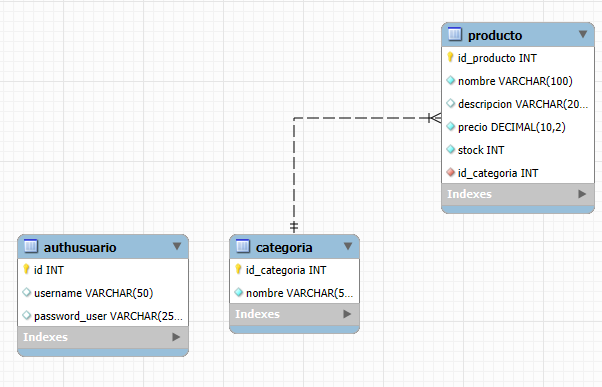 producto
id_producto INT
nombre VARCHAR(100)
descripcion VARCHAR(20...
precio DECIMAL(10,2)
stock INT
id_categoria INT
Indexes
authusuario
id INT
username VARCHAR(50)
password_user VARCHAR(25...
Indexes
categoria
id_categoria INT
nombre VARCHAR(5...
Indexes